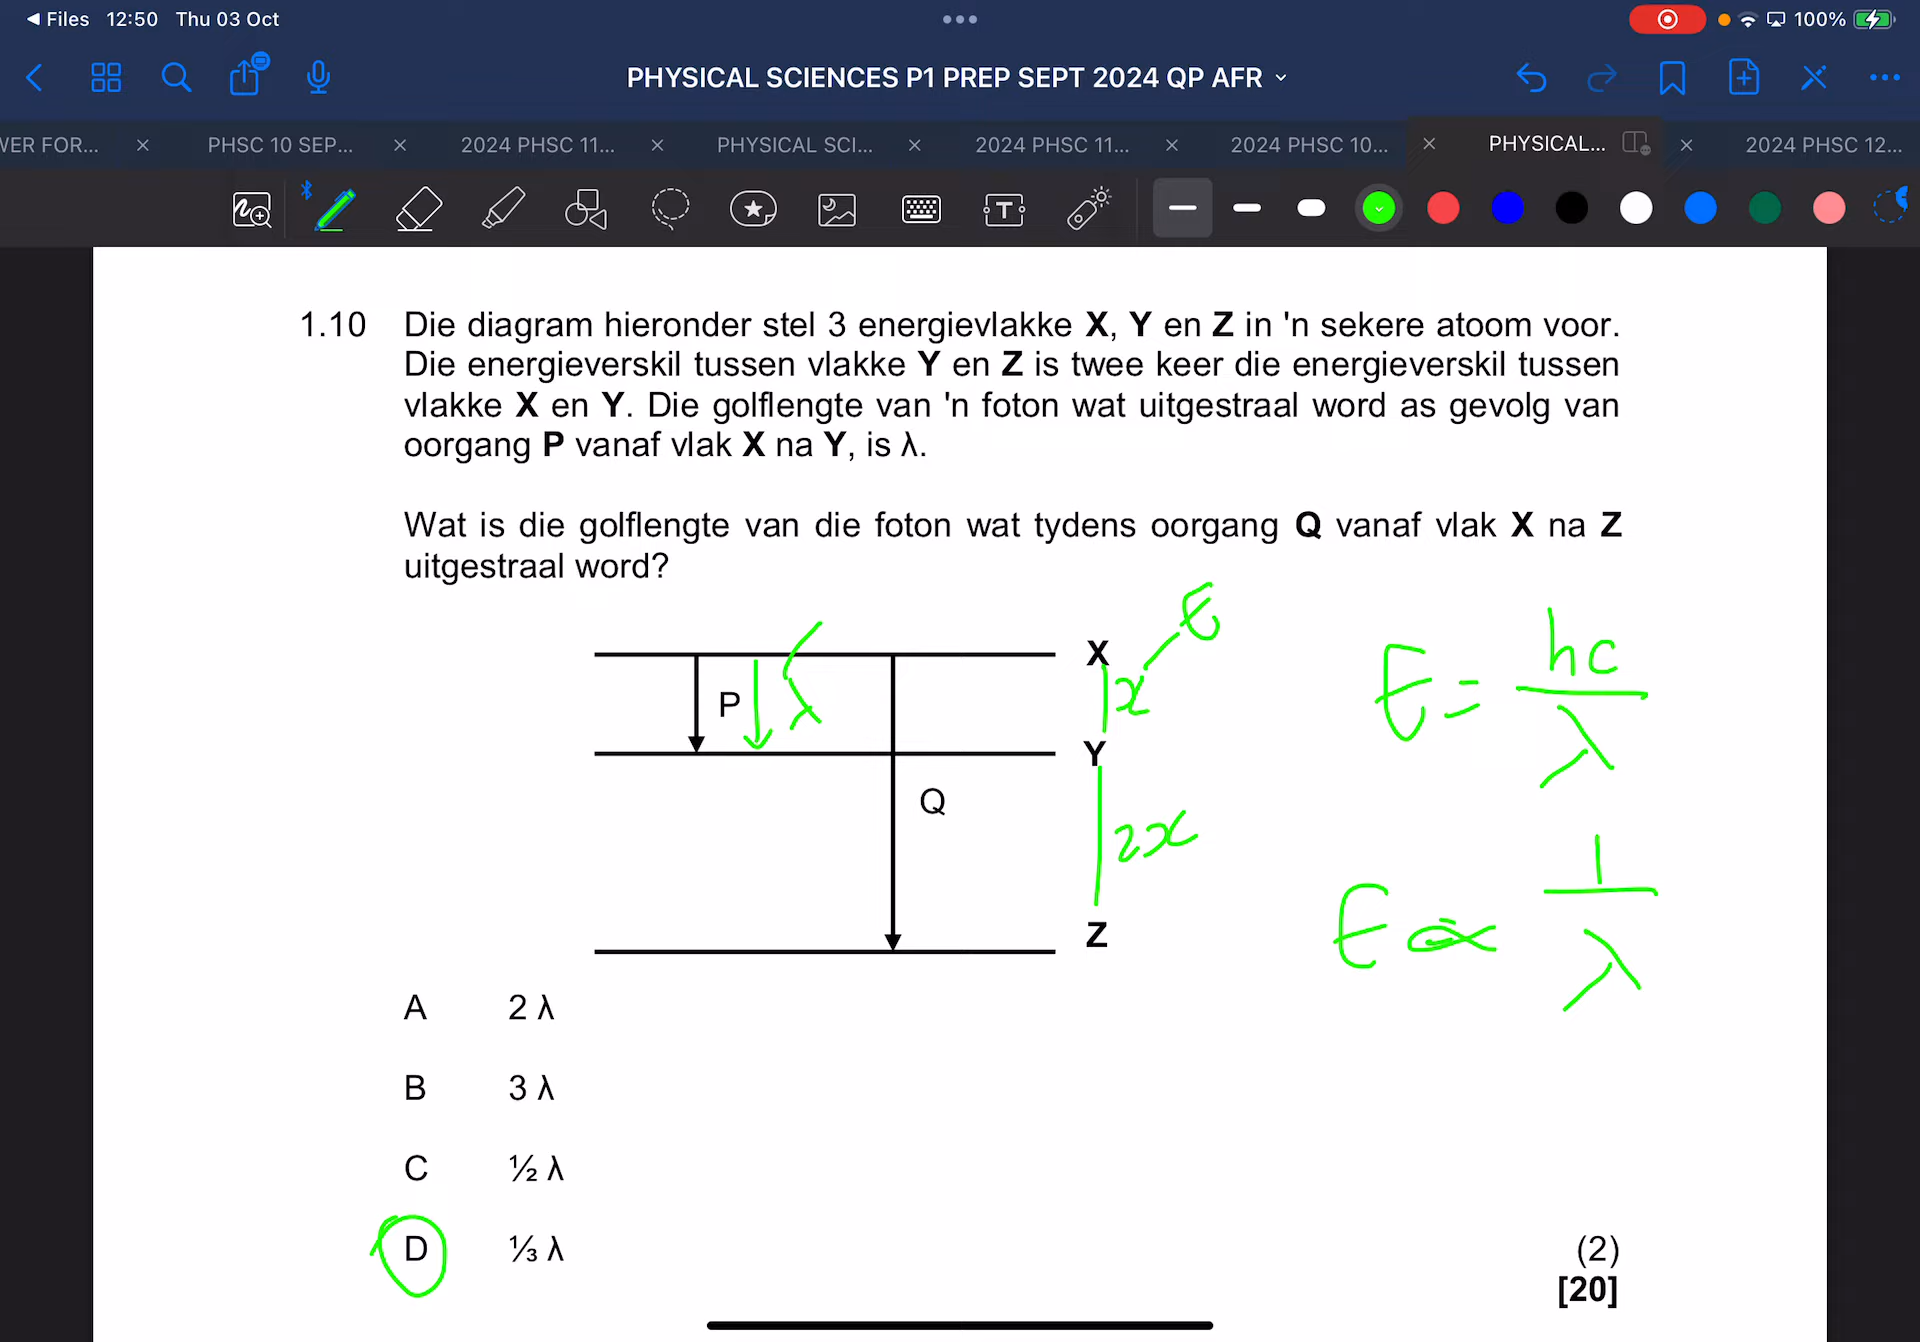 Files 12:50 Thu 03 Oct
100%
PHYSICAL SCIENCES P1 PREP SEPT 2024 QP AFR
WER FOR...
PHSC 10 SEP...
2024 PHSC 11...
PHYSICAL SCI...
2024 PHSC 11...
2024 PHSC 10...
PHYSICAL...
2024 PHSC 12...
1.10 Die diagram hieronder stel 3 energievlakke X, Y en Z in 'n sekere atoom voor.
Die energieverskil tussen vlakke Y en Z is twee keer die energieverskil tussen
vlakke X en Y. Die golflengte van 'n foton wat uitgestraal word as gevolg van
oorgang P vanaf vlak X na Y, is λ.
Wat is die golflengte van die foton wat tydens oorgang Q vanaf vlak X na Z
uitgestraal word?
X
E
P
λ
x
Y
Q
2x
Z
E = hc/λ
E ∝ 1/λ
A 2 λ
B 3 λ
C ½ λ
D ⅓ λ
(2)
[20]